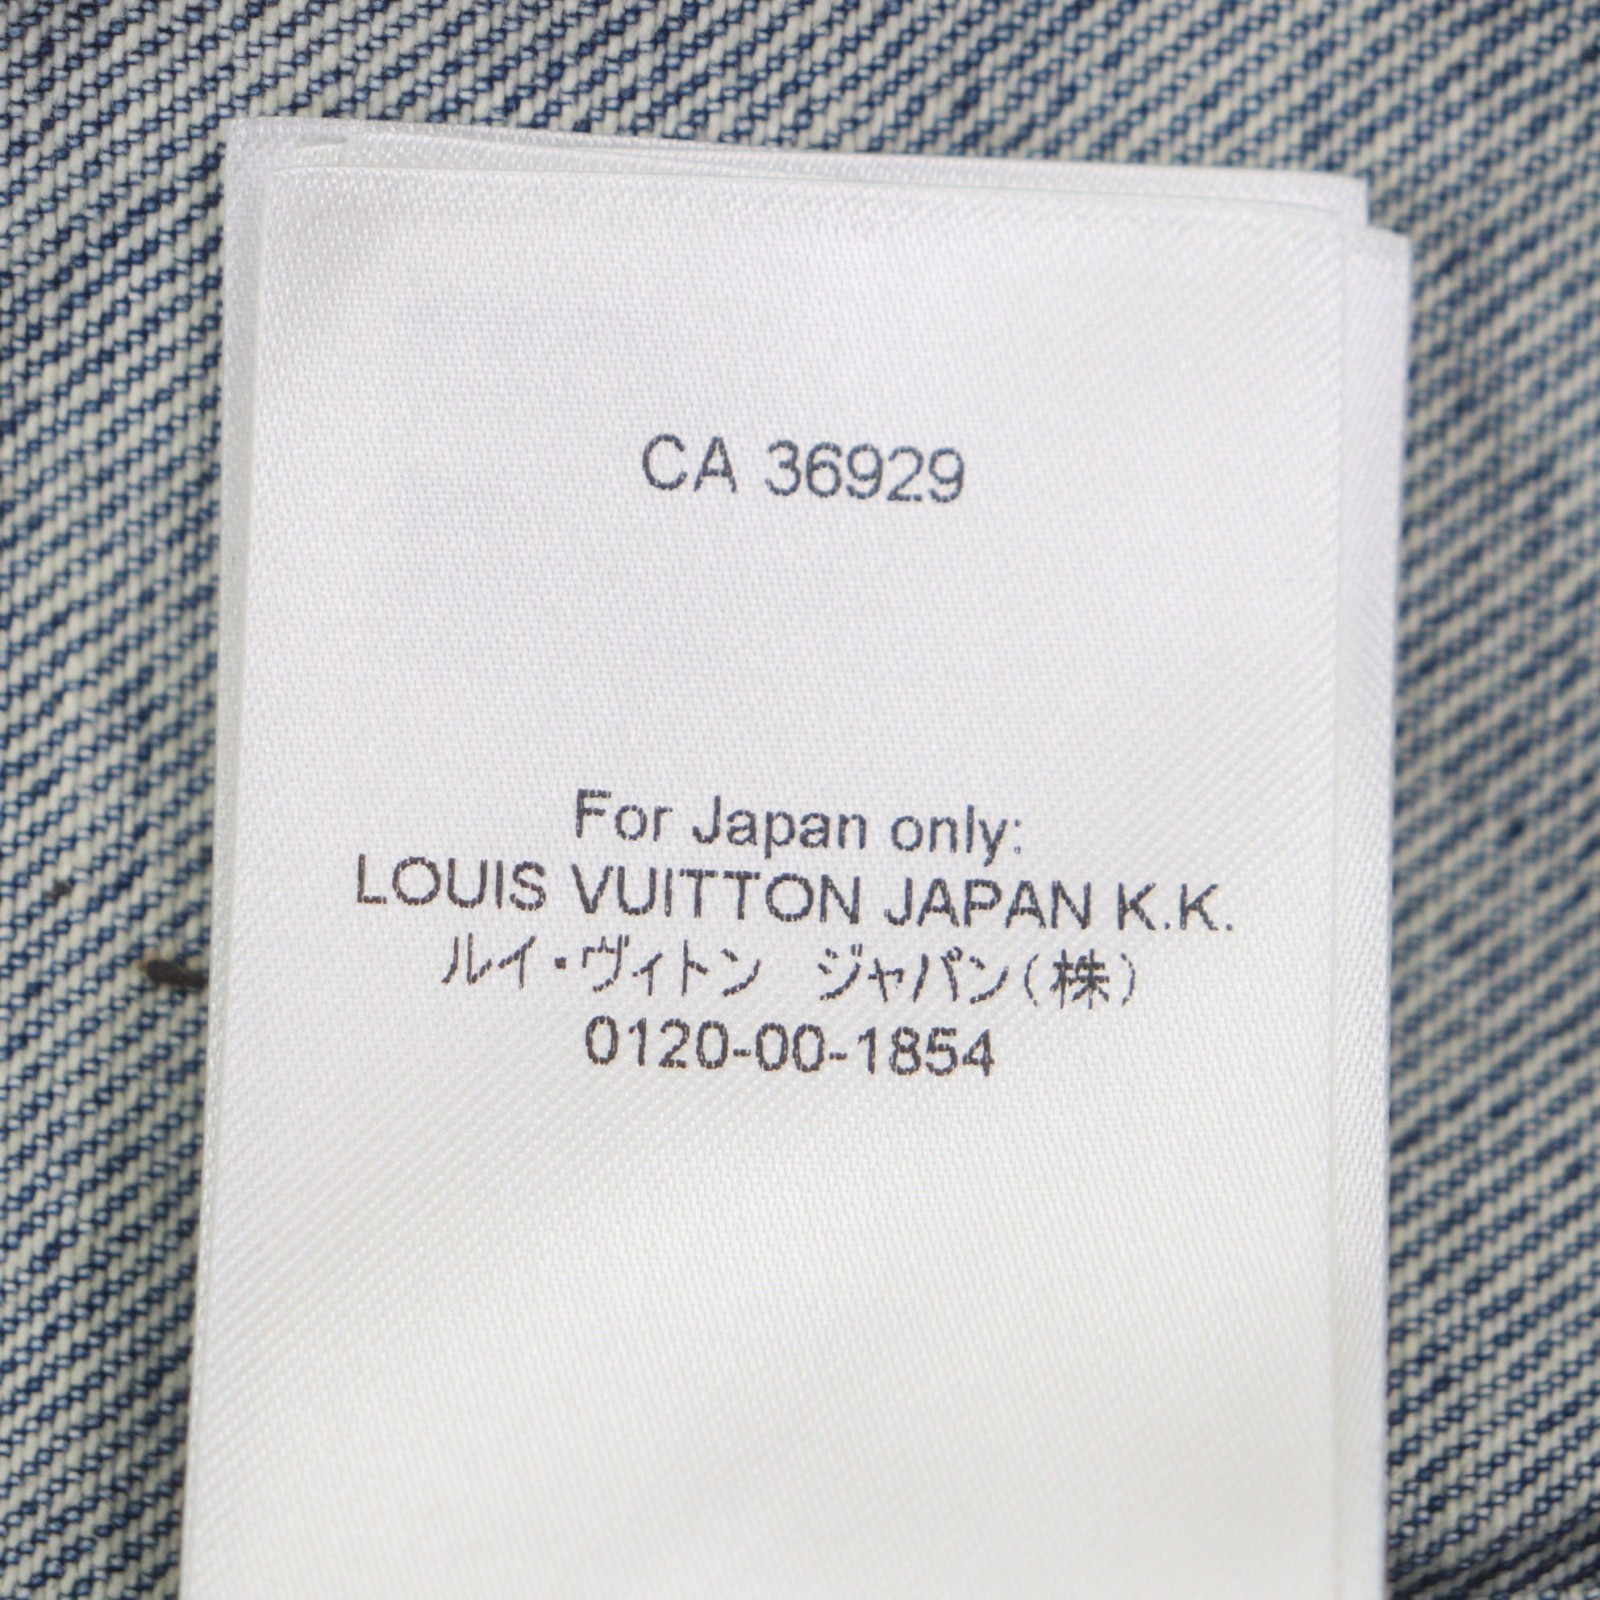 CA 36929
For Japan only:
LOUIS VUITTON JAPAN K.K.
ルイ・ヴィトン　ジャパン(株)
0120-00-1854